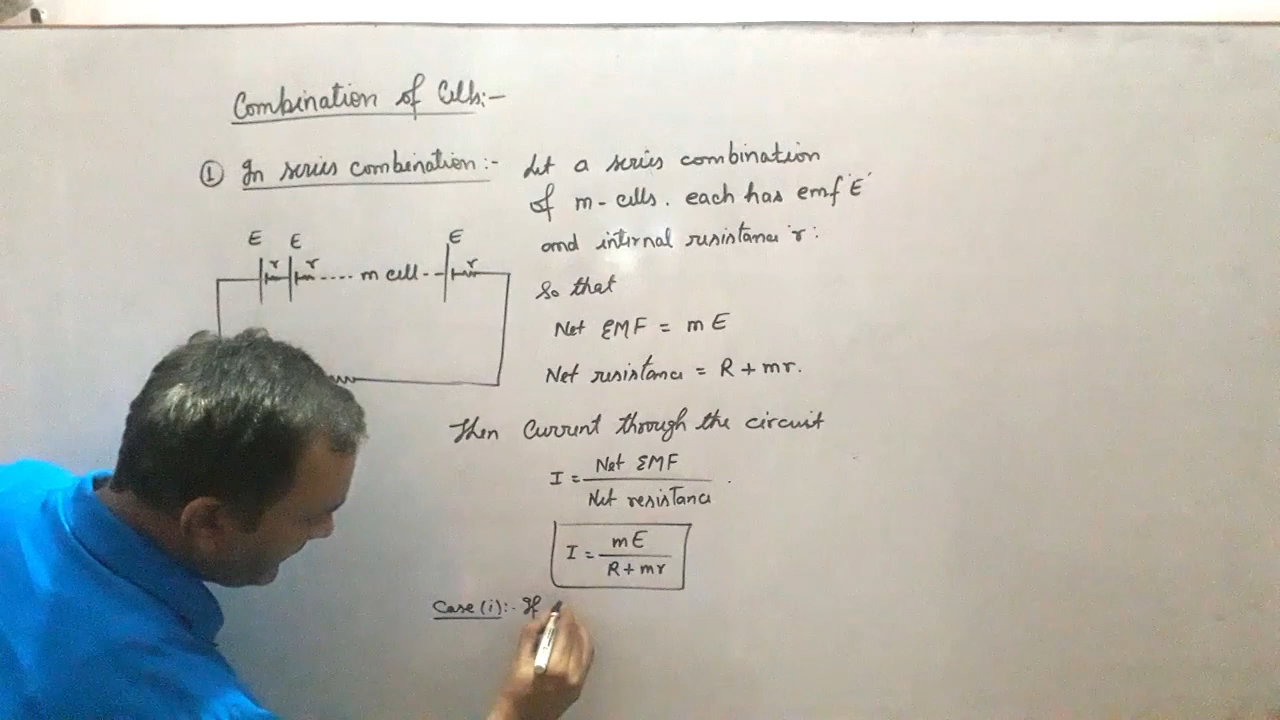 Combination of Cells:-
① In series combination:- Let a series combination
of m-cells. each has emf 'E'
and internal resistance 'r'.
E E E
r r .... m cell -- r
So that
Net EMF = mE
Net resistance = R + mr.
Then Current through the circuit
I = Net EMF / Net resistance .
I = mE / R + mr
Case (i):- If